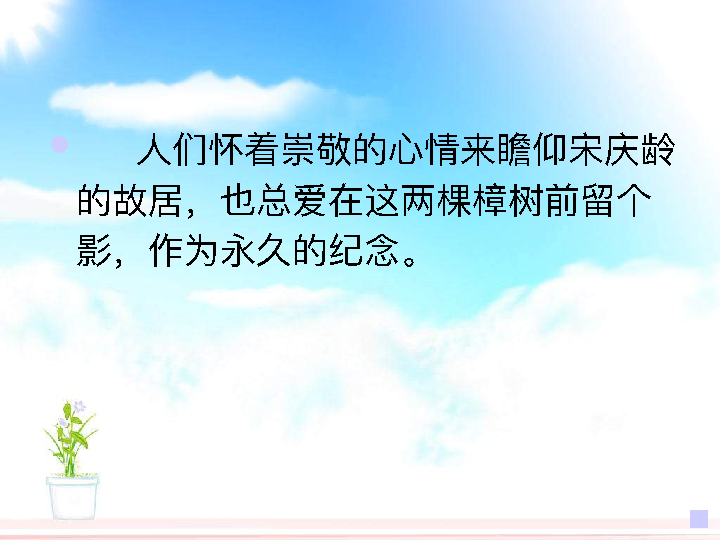 人们怀着崇敬的心情来瞻仰宋庆龄
的故居，也总爱在这两棵樟树前留个
影，作为永久的纪念。